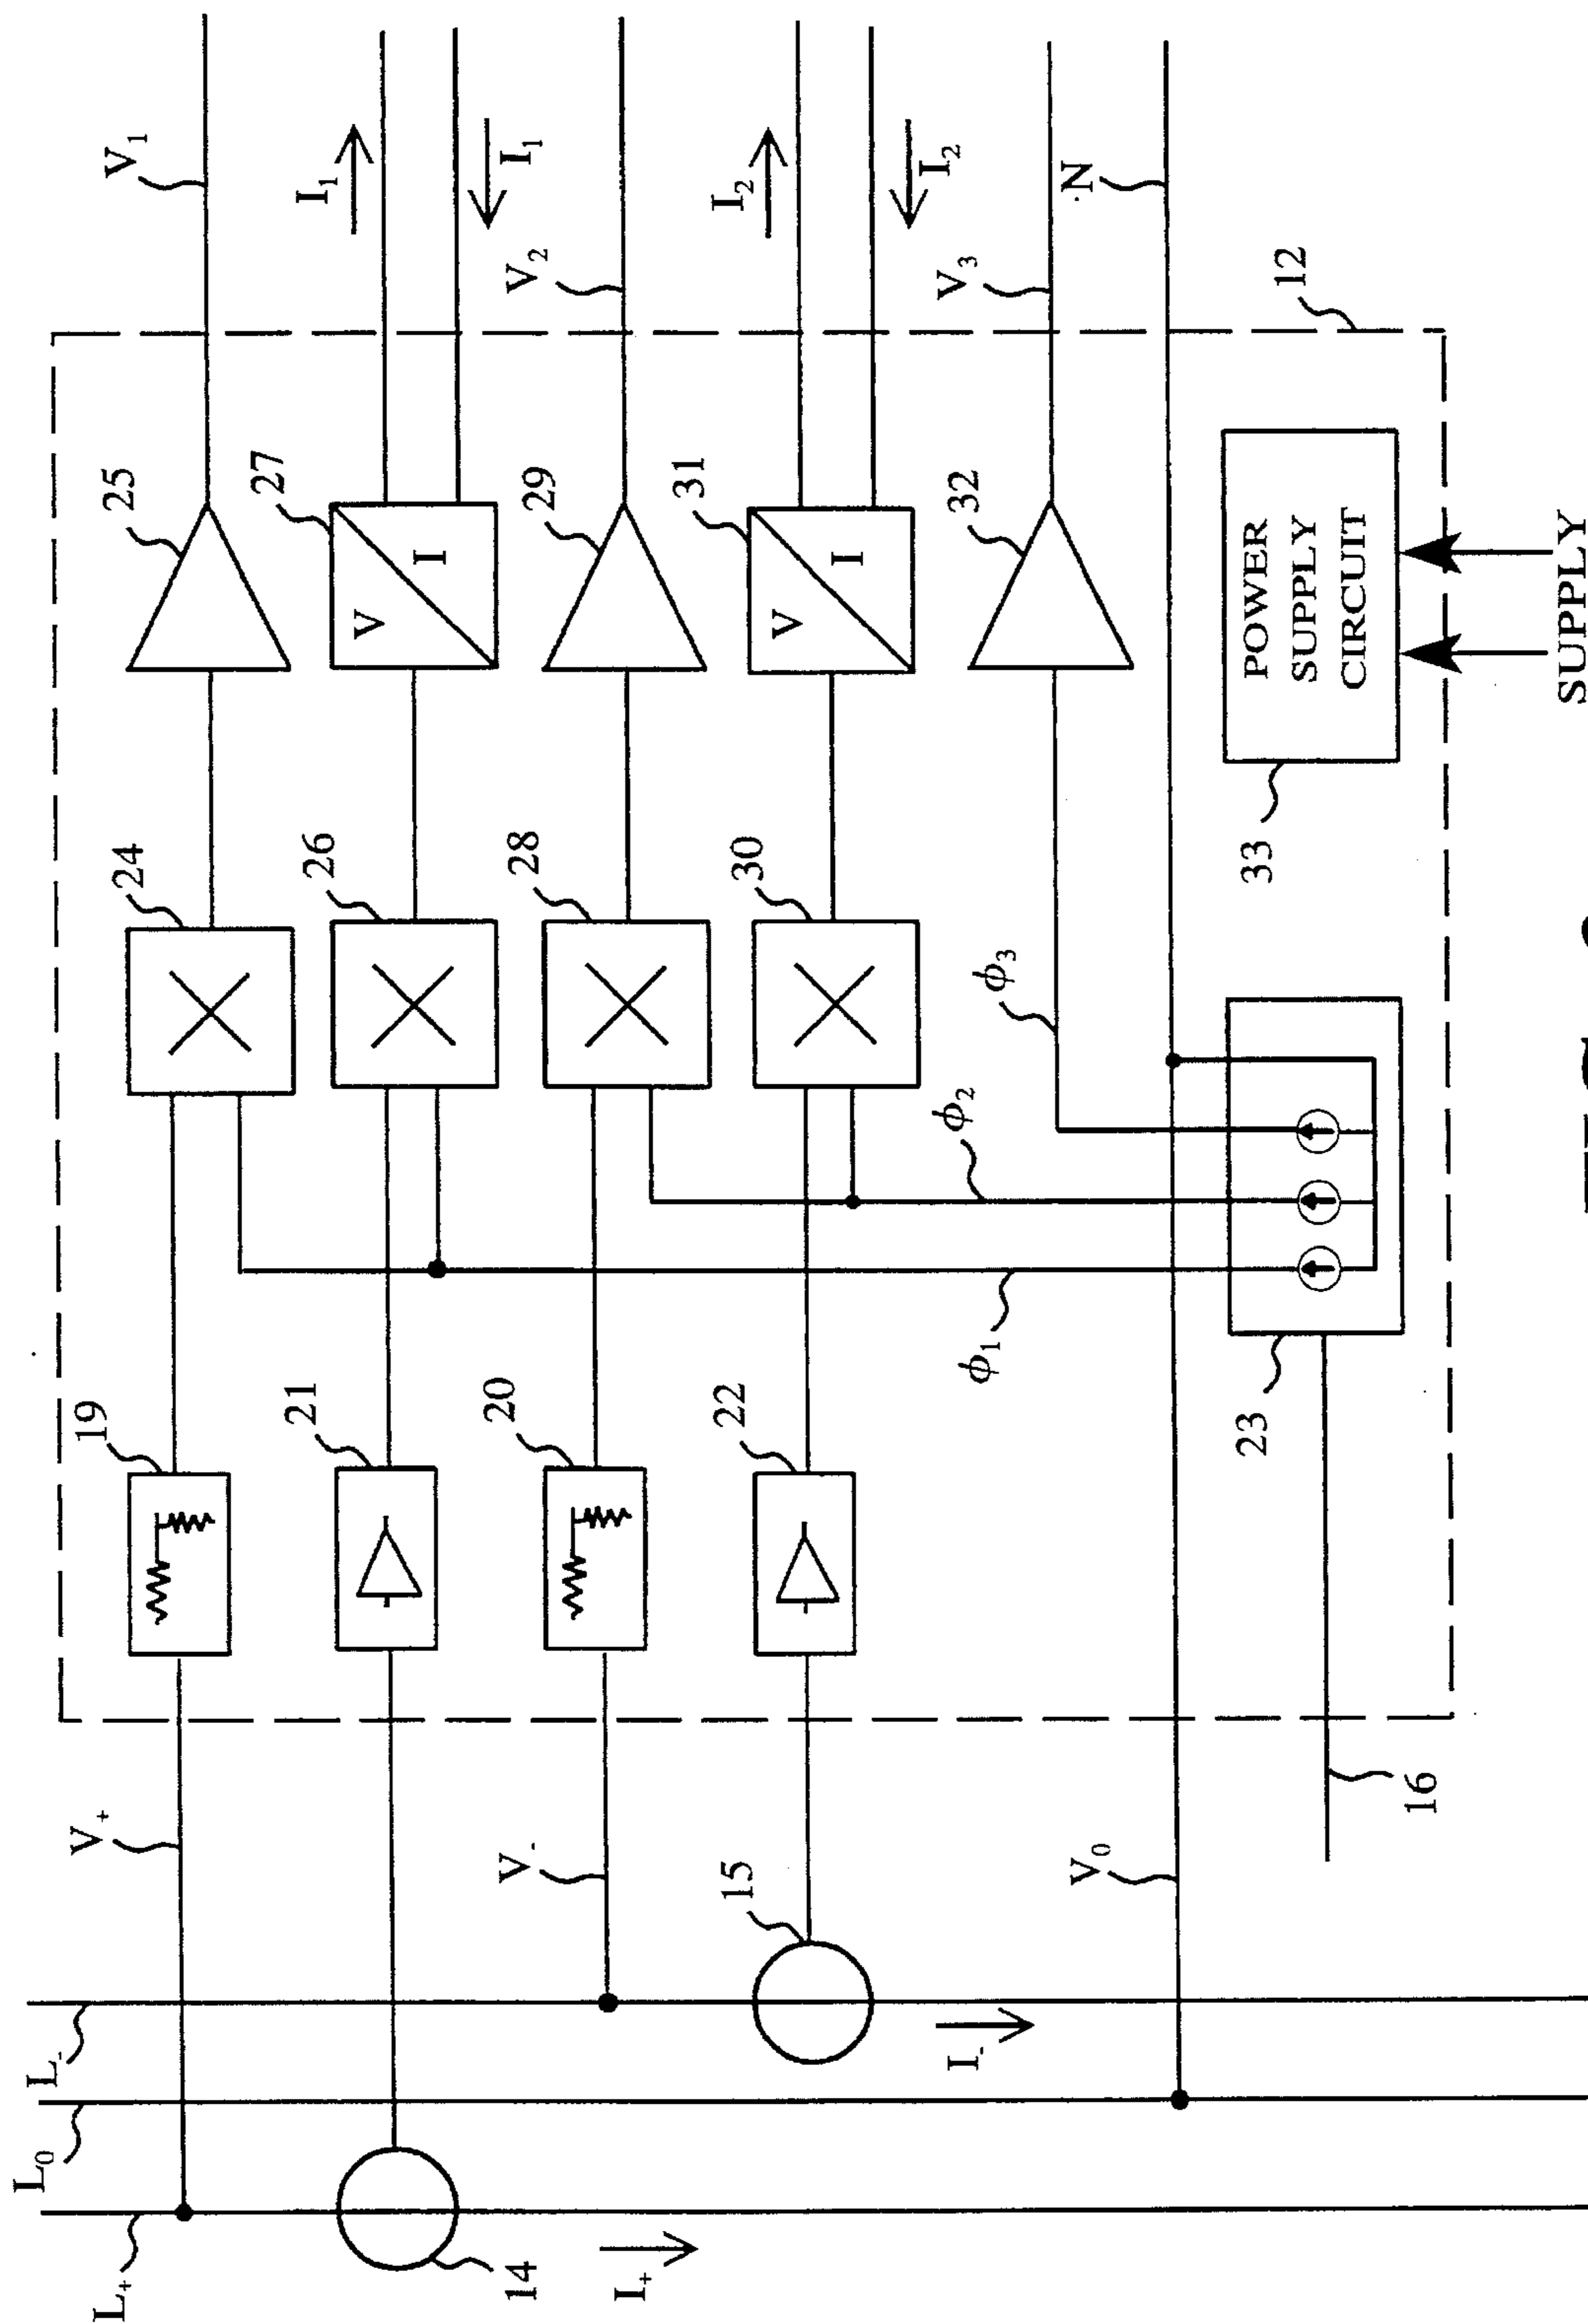 L₊
L₀
L₋
14
I₊
I₋
15
V₊
V₋
V₀
16
19
21
20
22
23
ϕ₁
ϕ₂
ϕ₃
24
26
28
30
25
27
29
31
32
V
I
V
I
33
POWER
SUPPLY
CIRCUIT
SUPPLY
12
V₁
I₁
I₁
V₂
I₂
I₂
V₃
N